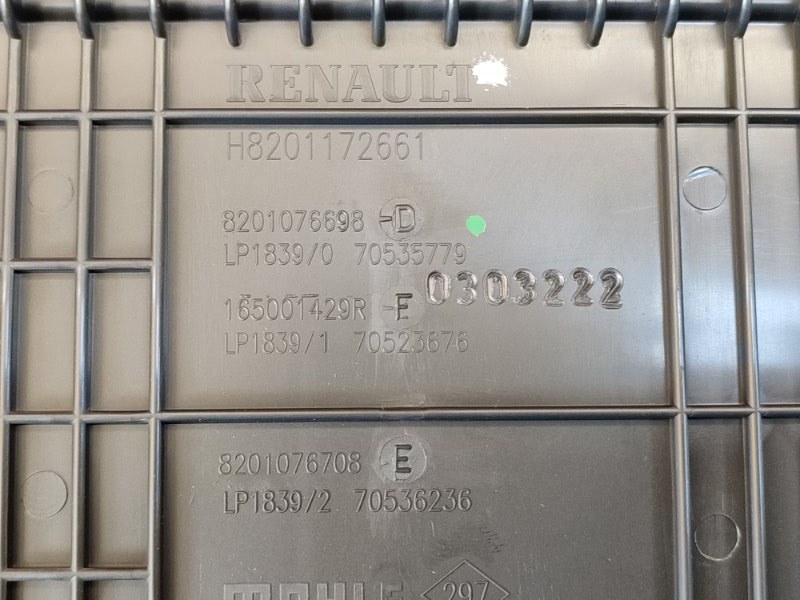 RENAULT
H8201172661
8201076698 -D
LP1839/0 70535779
165001429R -F 0303222
LP1839/1 70523676
8201076708 E
LP1839/2 70536236
MAHLE 297